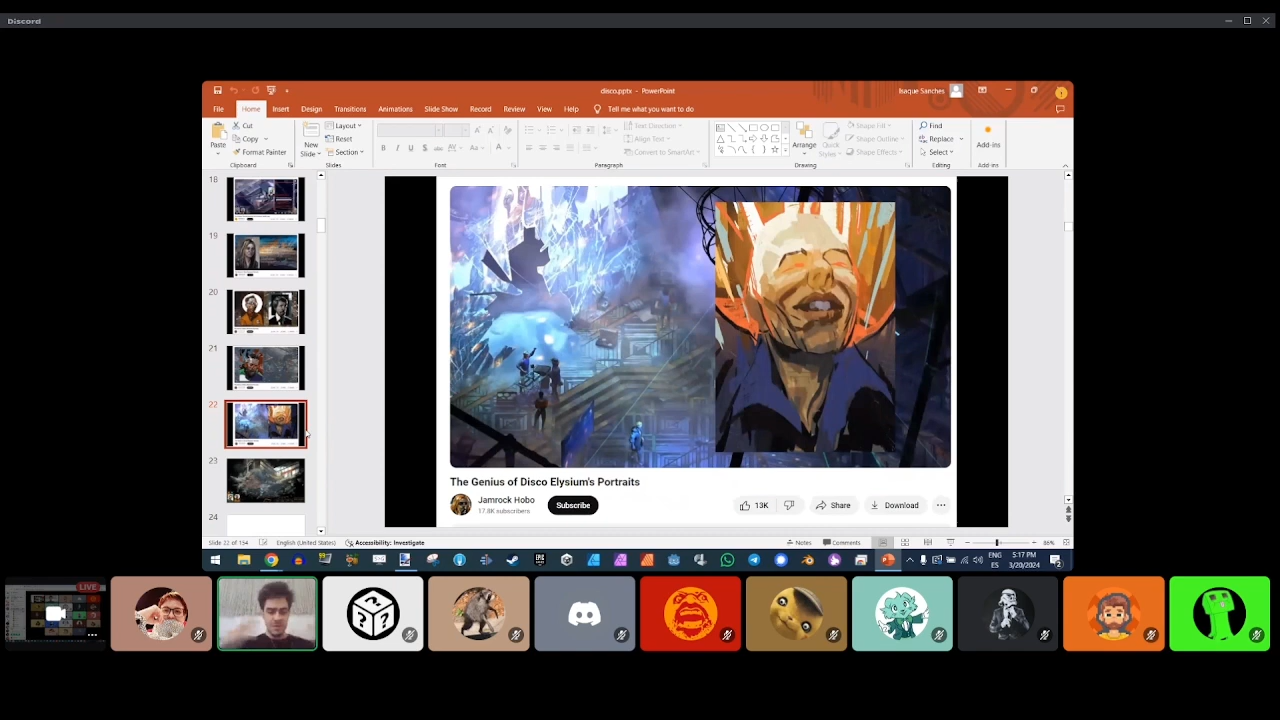 Discord
disco.pptx - PowerPoint
Isaque Sanches
File Home Insert Design Transitions Animations Slide Show Record Review View Help Tell me what you want to do
Paste
Cut
Copy
Format Painter
Clipboard
New Slide
Layout
Reset
Section
Slides
B I U S
Font
Text Direction
Align Text
Convert to SmartArt
Paragraph
Arrange
Quick Styles
Shape Fill
Shape Outline
Shape Effects
Drawing
Find
Replace
Select
Editing
Add-ins
Add-ins
18
19
20
21
22
23
24
The Genius of Disco Elysium's Portraits
Jamrock Hobo
17.8K subscribers
Subscribe
13K
Share
Download
Slide 22 of 154
English (United States)
Accessibility: Investigate
Notes
Comments
86%
ENG
ES
5:17 PM
3/20/2024
2
LIVE
? ? ?